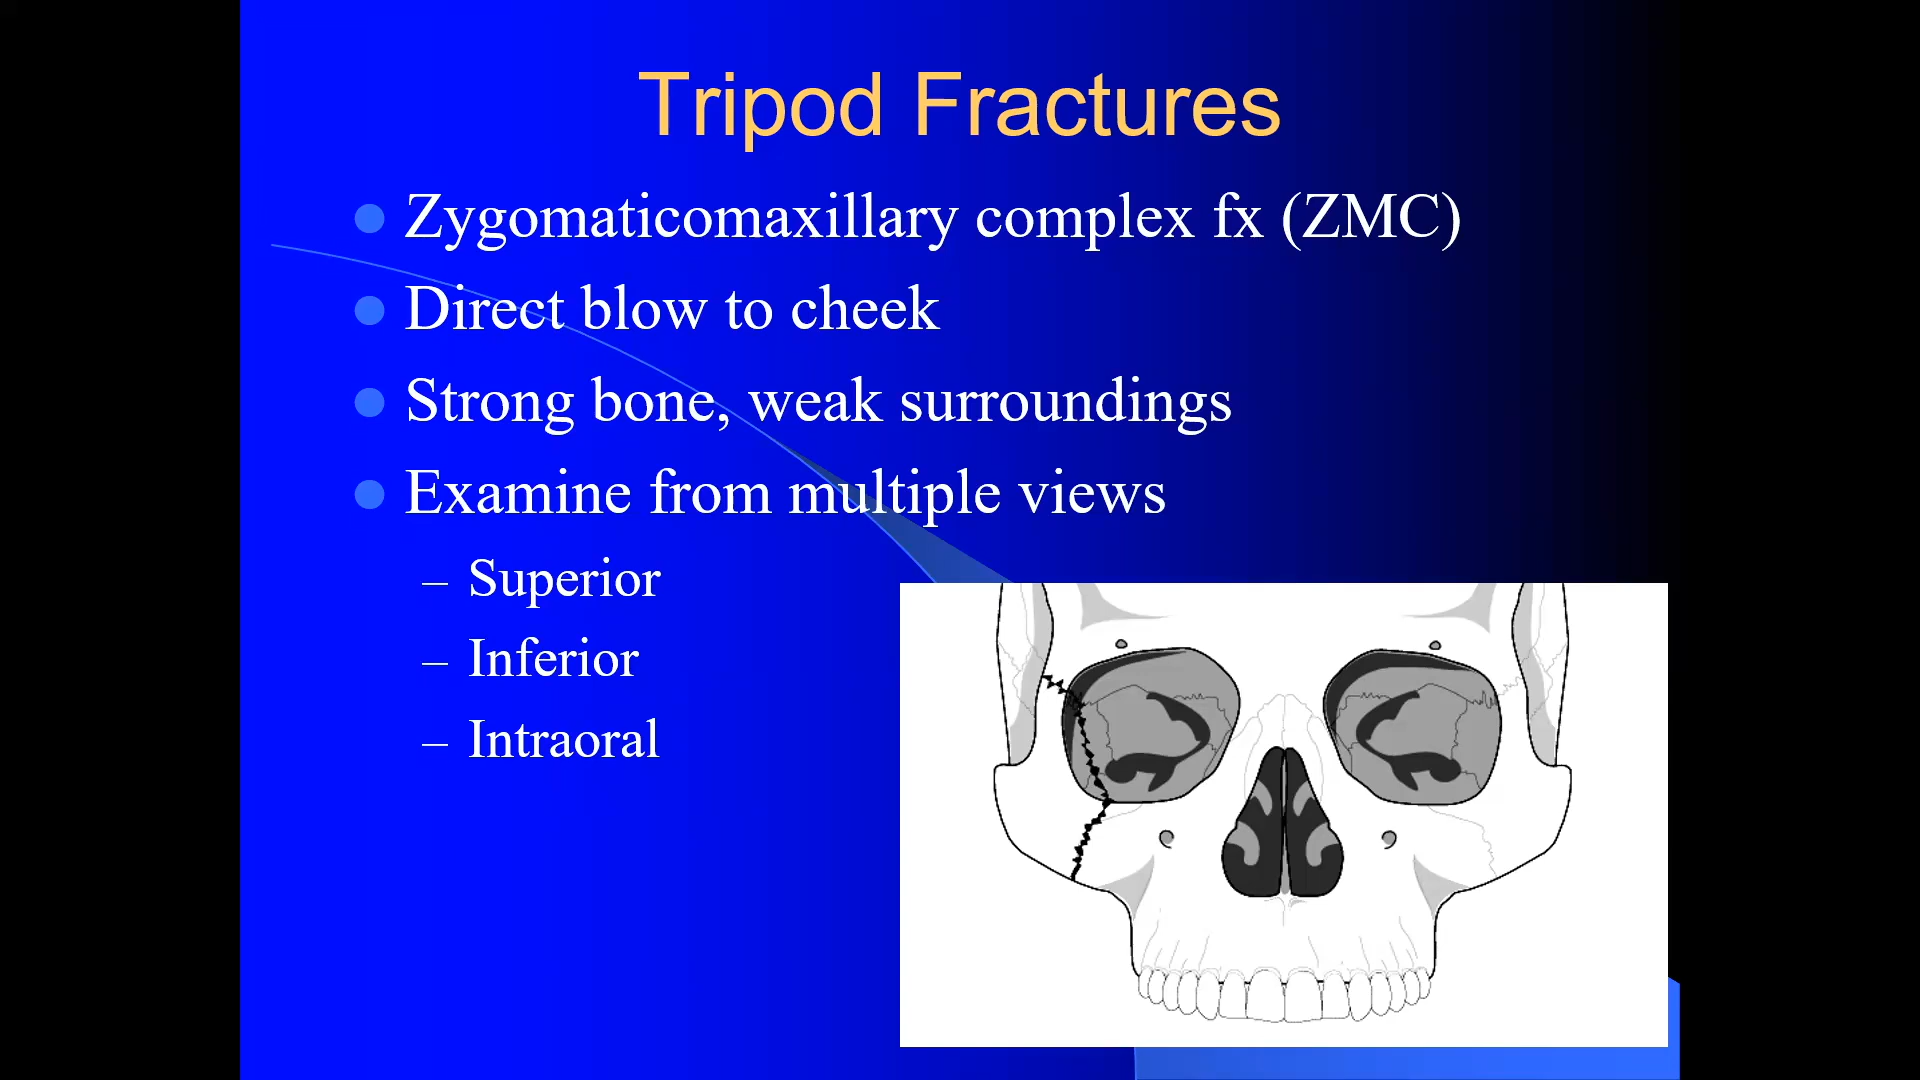 Tripod Fractures
Zygomaticomaxillary complex fx (ZMC)
Direct blow to cheek
Strong bone, weak surroundings
Examine from multiple views
– Superior
– Inferior
– Intraoral